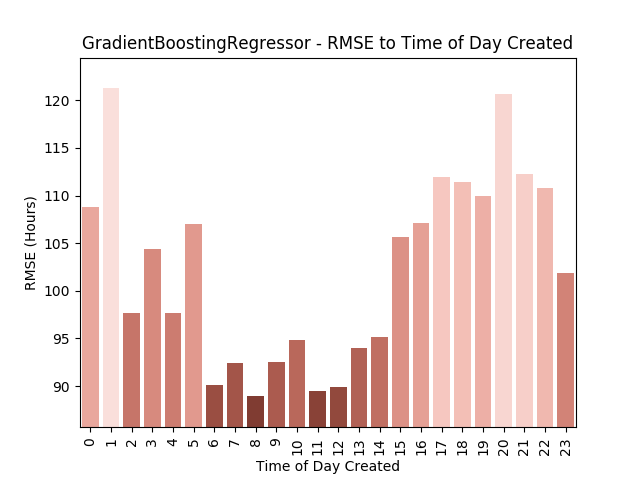 GradientBoostingRegressor - RMSE to Time of Day Created
120
115
110
105
100
95
90
RMSE (Hours)
0 1 2 3 4 5 6 7 8 9 10 11 12 13 14 15 16 17 18 19 20 21 22 23
Time of Day Created